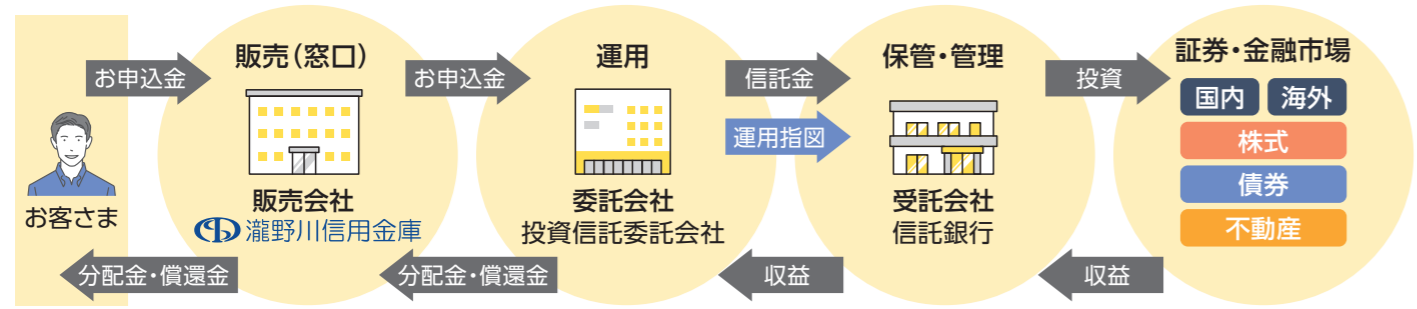 お申込金
お客さま
分配金・償還金
販売（窓口）
販売会社
瀧野川信用金庫
お申込金
分配金・償還金
運用
委託会社
投資信託委託会社
信託金
運用指図
収益
保管・管理
受託会社
信託銀行
投資
収益
証券・金融市場
国内
海外
株式
債券
不動産